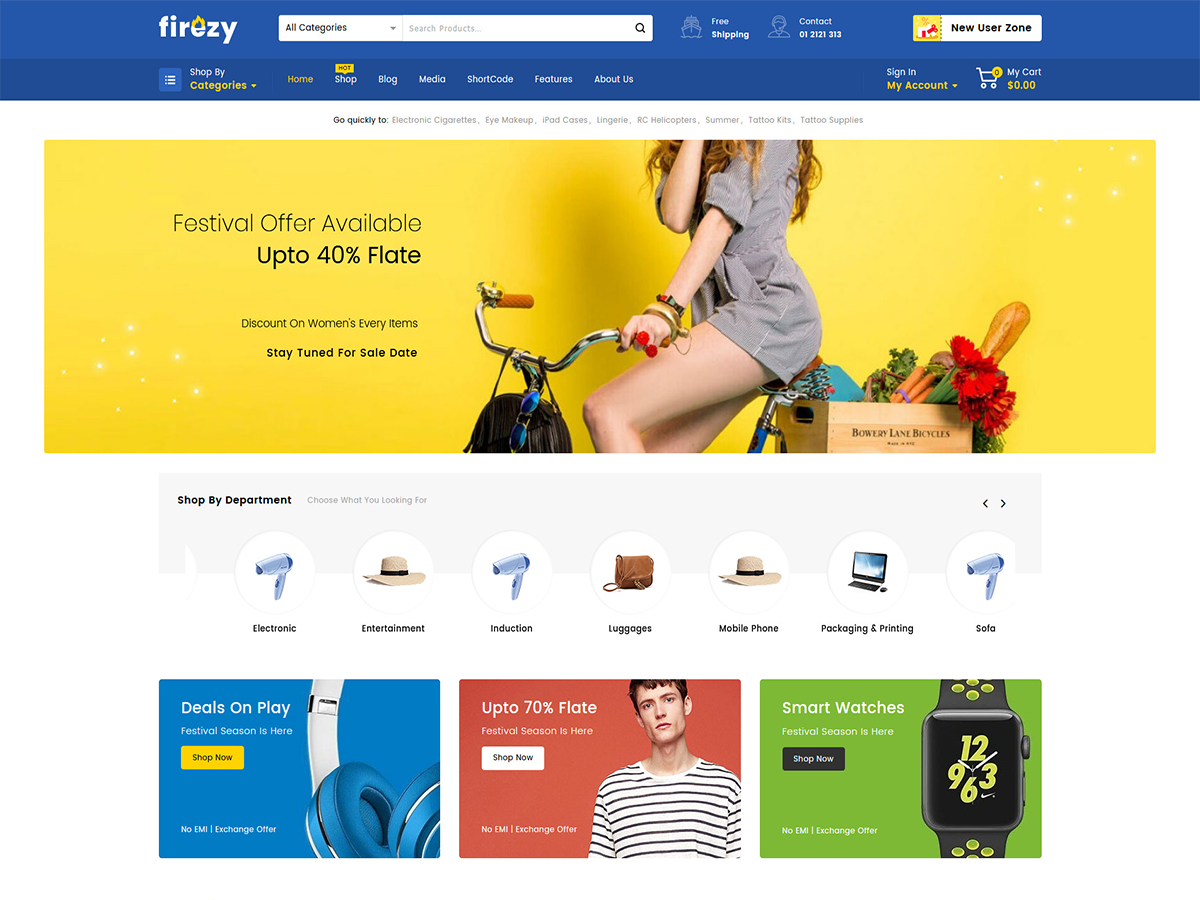 firezy
All Categories
Search Products...
Free
Shipping
Contact
01 2121 313
New User Zone
Shop By
Categories
Home
HOT
Shop
Blog
Media
ShortCode
Features
About Us
Sign In
My Account
0
My Cart
$0.00
Go quickly to: Electronic Cigarettes, Eye Makeup, iPad Cases, Lingerie, RC Helicopters, Summer, Tattoo Kits, Tattoo Supplies
Festival Offer Available
Upto 40% Flate
Discount On Women's Every Items
Stay Tuned For Sale Date
BOWERY LANE BICYCLES
MADE IN NYC
Shop By Department
Choose What You Looking For
Electronic
Entertainment
Induction
Luggages
Mobile Phone
Packaging & Printing
Sofa
Deals On Play
Festival Season Is Here
Shop Now
No EMI | Exchange Offer
Upto 70% Flate
Festival Season Is Here
Shop Now
No EMI | Exchange Offer
Smart Watches
Festival Season Is Here
Shop Now
No EMI | Exchange Offer
12
9 3
6